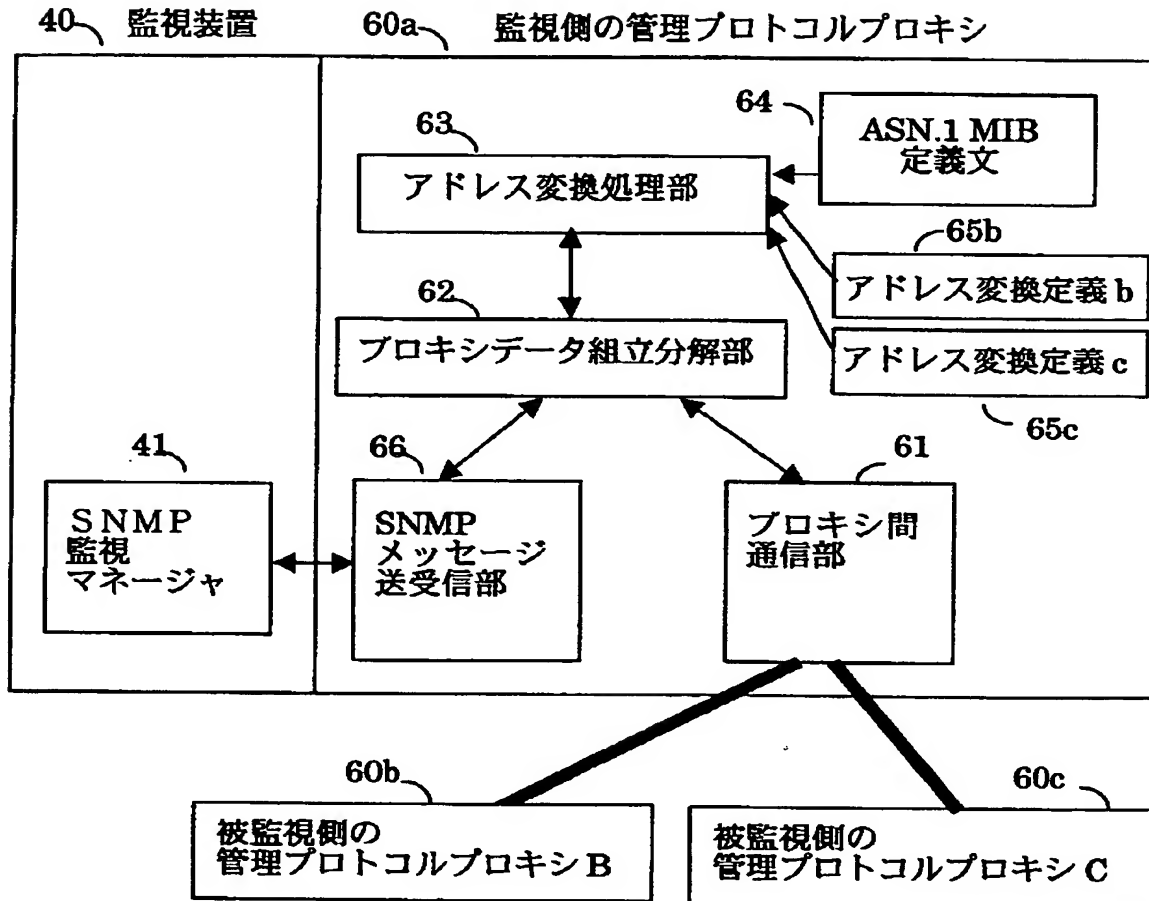 40 監視装置
60a 監視側の管理プロトコルプロキシ
64
ASN.1 MIB
定義文
63
アドレス変換処理部
65b
アドレス変換定義 b
62
プロキシデータ組立分解部
アドレス変換定義 c
65c
41
ＳＮＭＰ
監視
マネージャ
66
SNMP
メッセージ
送受信部
61
プロキシ間
通信部
60b
被監視側の
管理プロトコルプロキシ B
60c
被監視側の
管理プロトコルプロキシ C